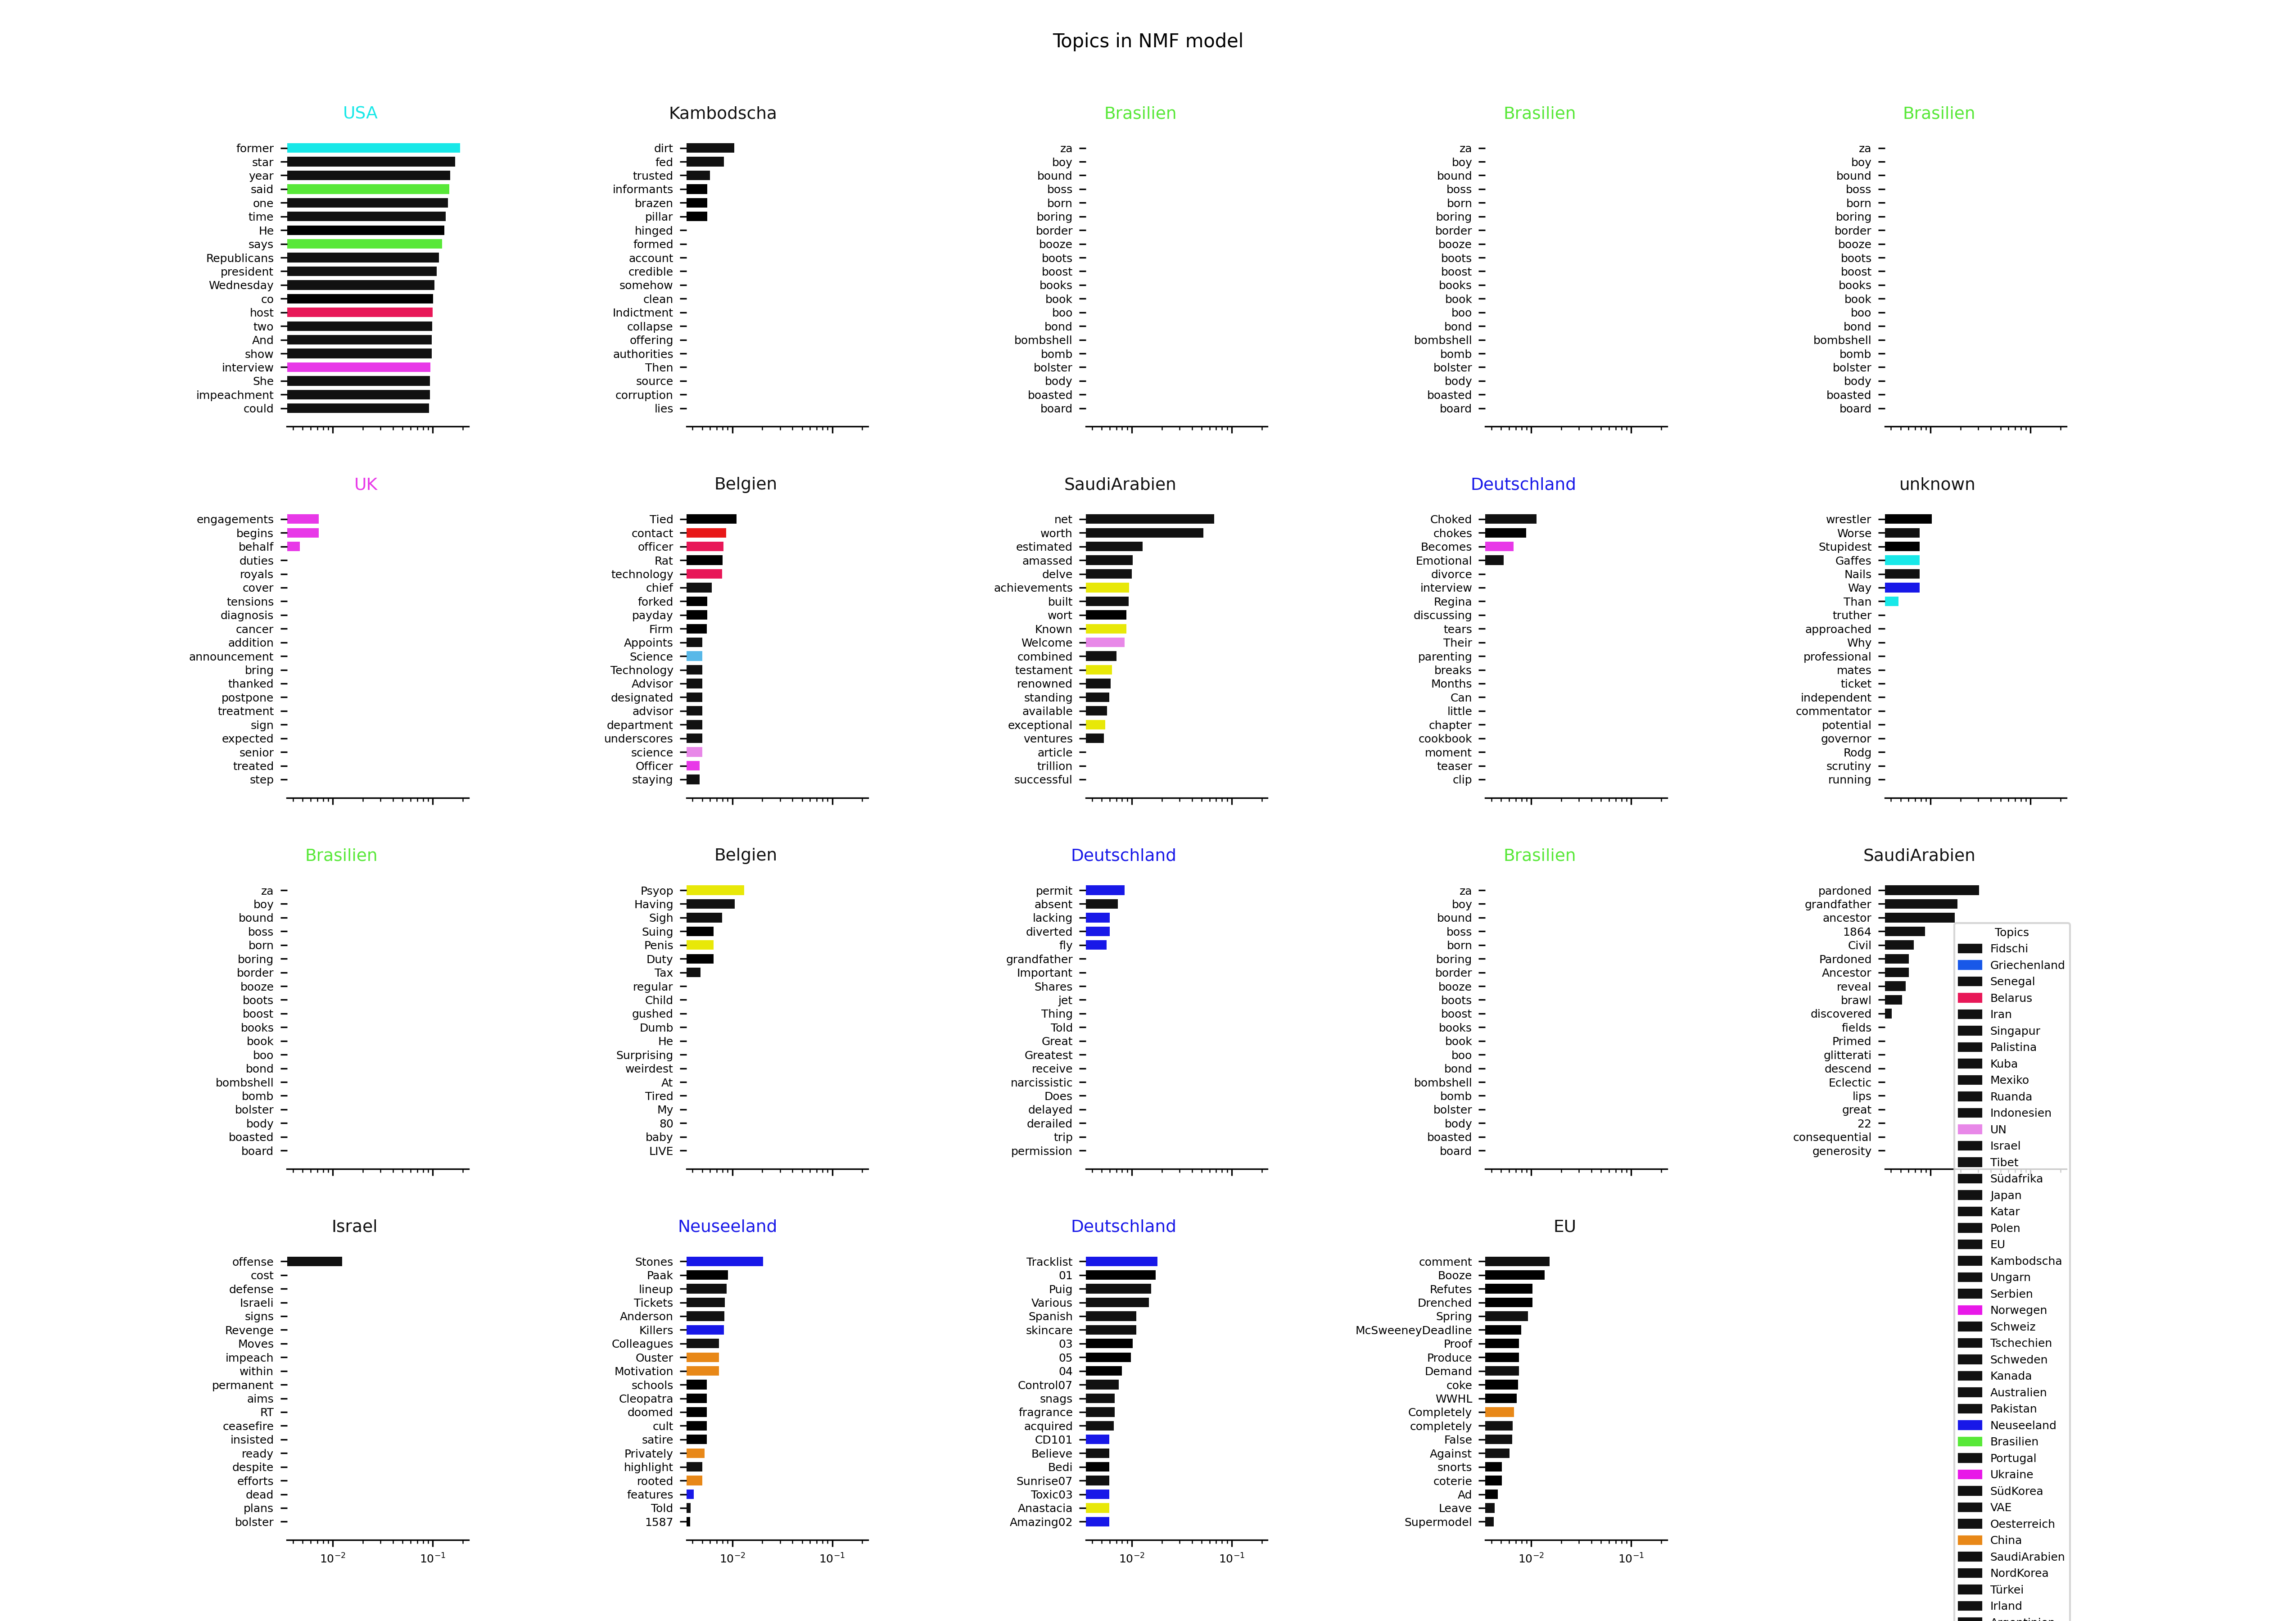 Topics in NMF model
USA
former
star
year
said
one
time
He
says
Republicans
president
Wednesday
co
host
two
And
show
interview
She
impeachment
could
Kambodscha
dirt
fed
trusted
informants
brazen
pillar
hinged
formed
account
credible
somehow
clean
Indictment
collapse
offering
authorities
Then
source
corruption
lies
Brasilien
za
boy
bound
boss
born
boring
border
booze
boots
boost
books
book
boo
bond
bombshell
bomb
bolster
body
boasted
board
Brasilien
za
boy
bound
boss
born
boring
border
booze
boots
boost
books
book
boo
bond
bombshell
bomb
bolster
body
boasted
board
Brasilien
za
boy
bound
boss
born
boring
border
booze
boots
boost
books
book
boo
bond
bombshell
bomb
bolster
body
boasted
board
UK
engagements
begins
behalf
duties
royals
cover
tensions
diagnosis
cancer
addition
announcement
bring
thanked
postpone
treatment
sign
expected
senior
treated
step
Belgien
Tied
contact
officer
Rat
technology
chief
forked
payday
Firm
Appoints
Science
Technology
Advisor
designated
advisor
department
underscores
science
Officer
staying
SaudiArabien
net
worth
estimated
amassed
delve
achievements
built
wort
Known
Welcome
combined
testament
renowned
standing
available
exceptional
ventures
article
trillion
successful
Deutschland
Choked
chokes
Becomes
Emotional
divorce
interview
Regina
discussing
tears
Their
parenting
breaks
Months
Can
little
chapter
cookbook
moment
teaser
clip
unknown
wrestler
Worse
Stupidest
Gaffes
Nails
Way
Than
truther
approached
Why
professional
mates
ticket
independent
commentator
potential
governor
Rodg
scrutiny
running
Brasilien
za
boy
bound
boss
born
boring
border
booze
boots
boost
books
book
boo
bond
bombshell
bomb
bolster
body
boasted
board
Belgien
Psyop
Having
Sigh
Suing
Penis
Duty
Tax
regular
Child
gushed
Dumb
He
Surprising
weirdest
At
Tired
My
80
baby
LIVE
Deutschland
permit
absent
lacking
diverted
fly
grandfather
Important
Shares
jet
Thing
Told
Great
Greatest
receive
narcissistic
Does
delayed
derailed
trip
permission
Brasilien
za
boy
bound
boss
born
boring
border
booze
boots
boost
books
book
boo
bond
bombshell
bomb
bolster
body
boasted
board
SaudiArabien
pardoned
grandfather
ancestor
1864
Civil
Pardoned
Ancestor
reveal
brawl
discovered
fields
Primed
glitterati
descend
Eclectic
lips
great
22
consequential
generosity
Israel
offense
cost
defense
Israeli
signs
Revenge
Moves
impeach
within
permanent
aims
RT
ceasefire
insisted
ready
despite
efforts
dead
plans
bolster
10⁻² 10⁻¹
Neuseeland
Stones
Paak
lineup
Tickets
Anderson
Killers
Colleagues
Ouster
Motivation
schools
Cleopatra
doomed
cult
satire
Privately
highlight
rooted
features
Told
1587
10⁻² 10⁻¹
Deutschland
Tracklist
01
Puig
Various
Spanish
skincare
03
05
04
Control07
snags
fragrance
acquired
CD101
Believe
Bedi
Sunrise07
Toxic03
Anastacia
Amazing02
10⁻² 10⁻¹
EU
comment
Booze
Refutes
Drenched
Spring
McSweeneyDeadline
Proof
Produce
Demand
coke
WWHL
Completely
completely
False
Against
snorts
coterie
Ad
Leave
Supermodel
10⁻² 10⁻¹
Topics
Fidschi
Griechenland
Senegal
Belarus
Iran
Singapur
Palistina
Kuba
Mexiko
Ruanda
Indonesien
UN
Israel
Tibet
Südafrika
Japan
Katar
Polen
EU
Kambodscha
Ungarn
Serbien
Norwegen
Schweiz
Tschechien
Schweden
Kanada
Australien
Pakistan
Neuseeland
Brasilien
Portugal
Ukraine
SüdKorea
VAE
Oesterreich
China
SaudiArabien
NordKorea
Türkei
Irland